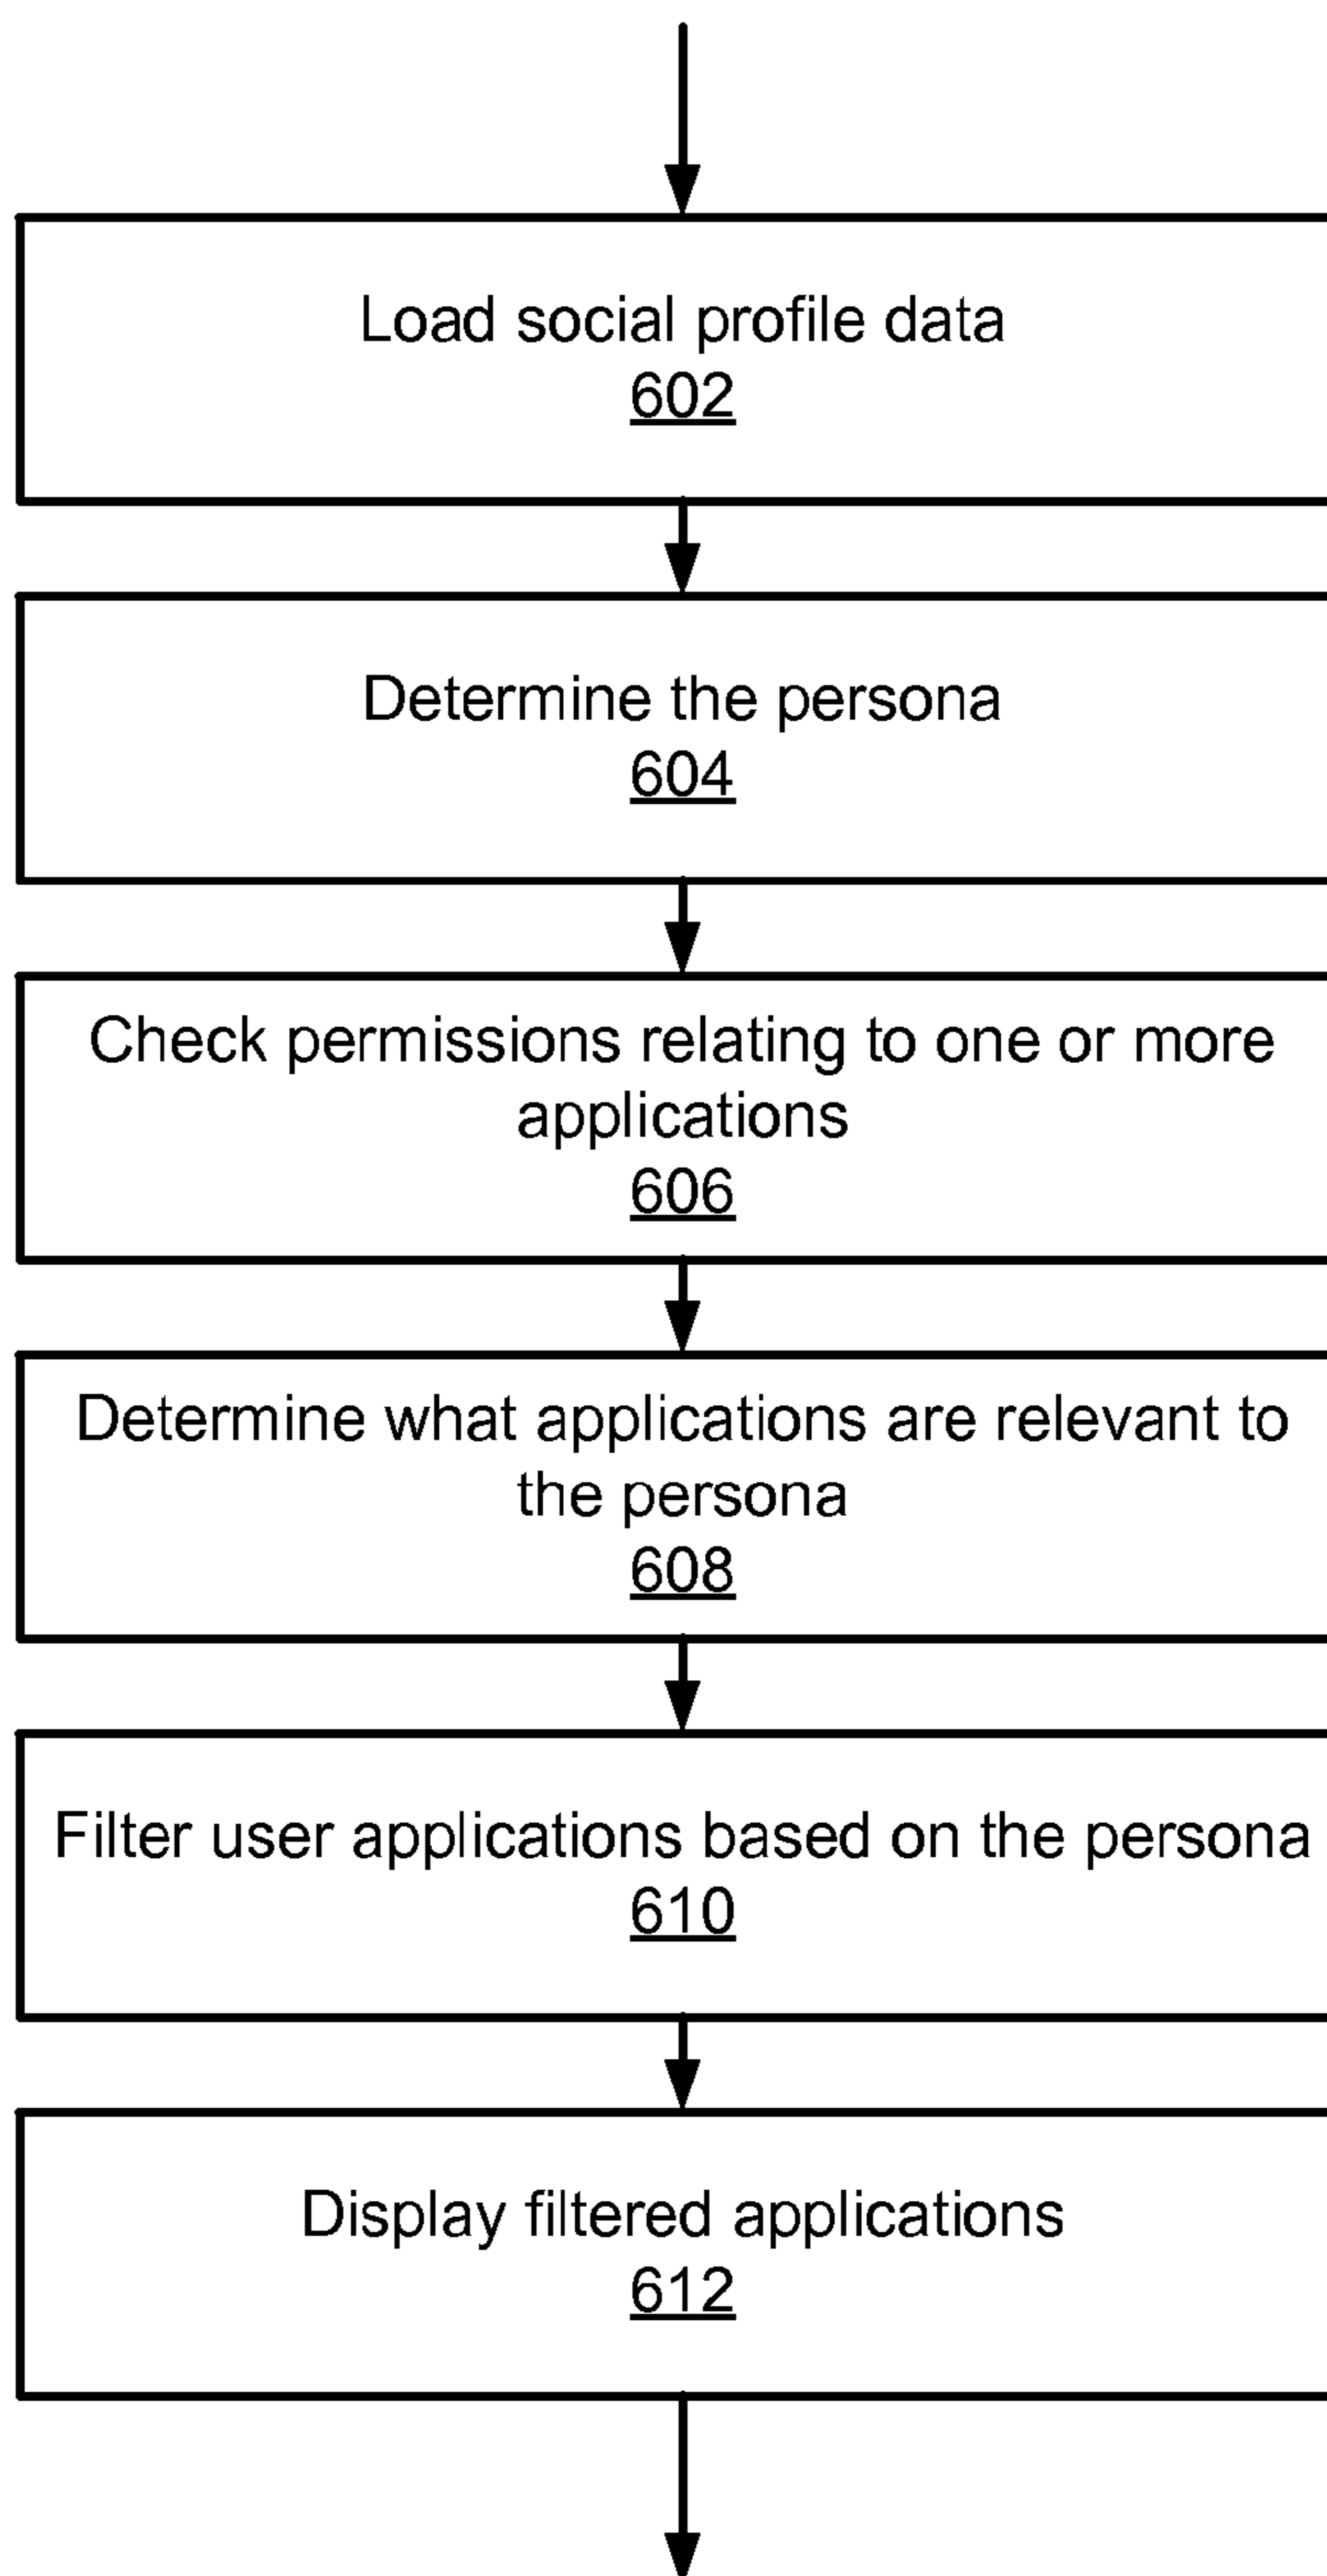 Load social profile data
602
Determine the persona
604
Check permissions relating to one or more
applications
606
Determine what applications are relevant to
the persona
608
Filter user applications based on the persona
610
Display filtered applications
612